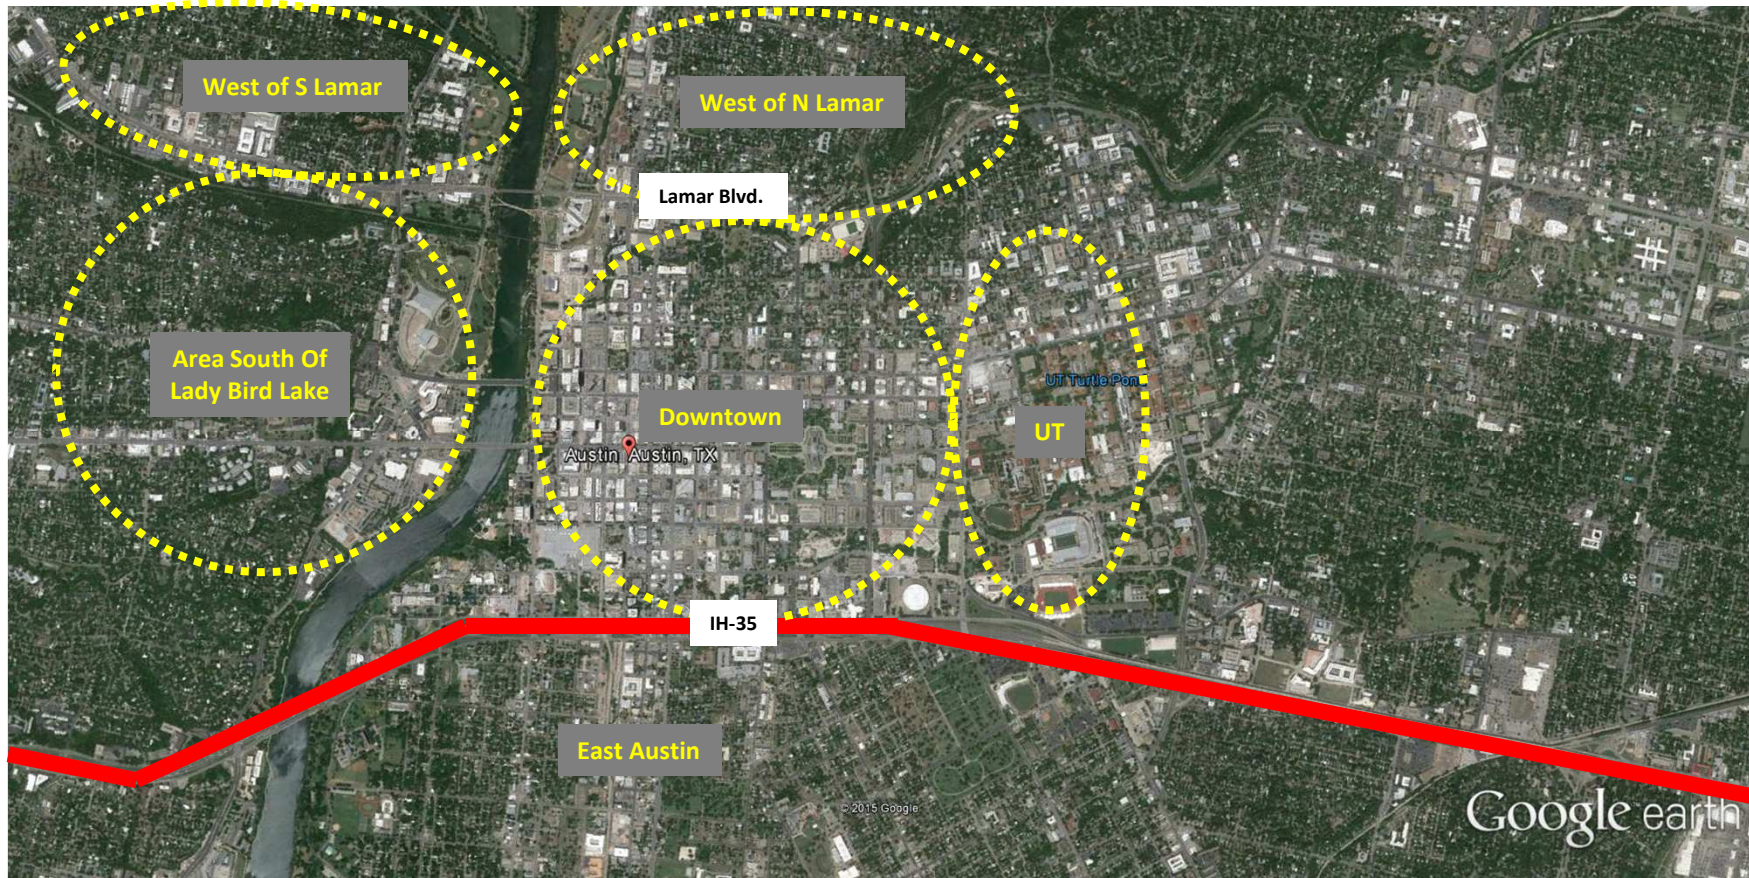 West of S Lamar
West of N Lamar
Lamar Blvd.
Area South Of
Lady Bird Lake
UT Turtle Pon
Downtown
UT
Austin Austin, TX
IH-35
East Austin
© 2015 Google
Google earth